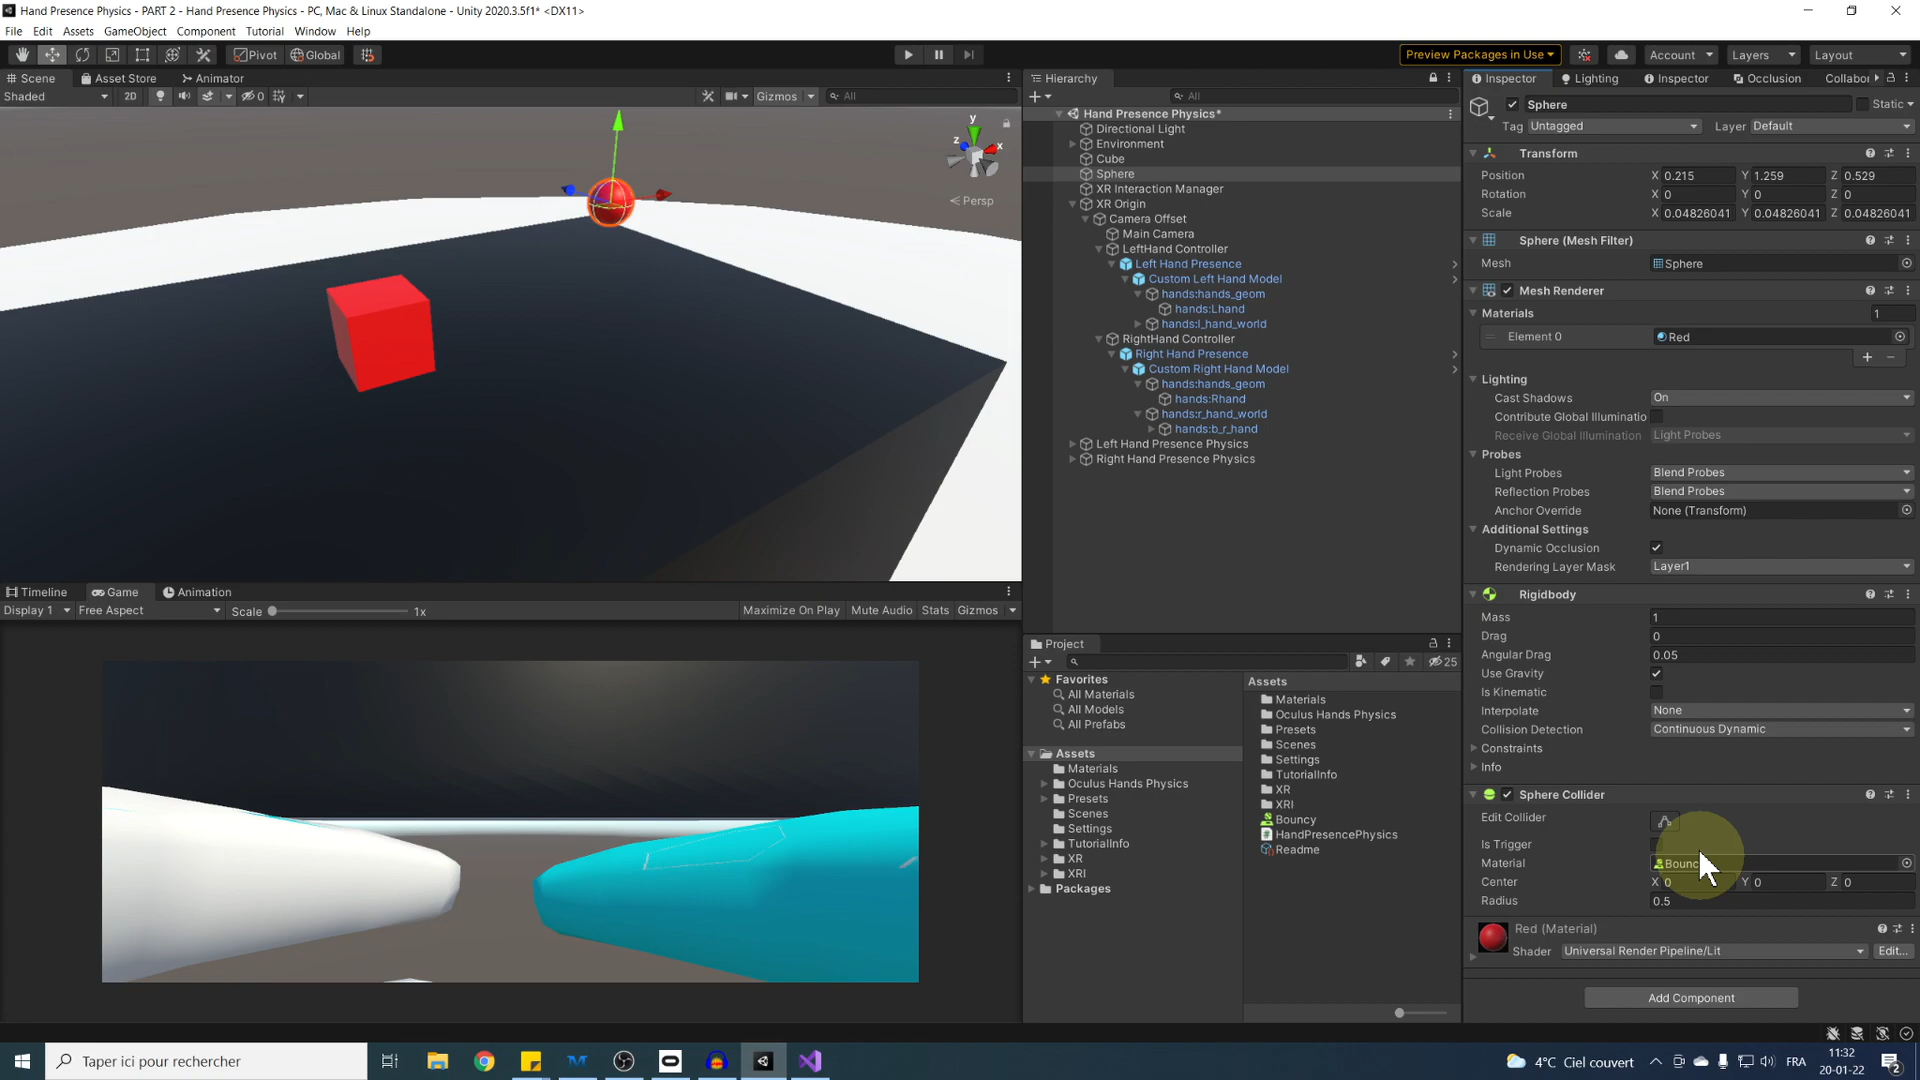 Hand Presence Physics - PART 2 - Hand Presence Physics - PC, Mac & Linux Standalone - Unity 2020.3.5f1* <DX11>
File Edit Assets GameObject Component Tutorial Window Help
Pivot Global Preview Packages in Use Account Layers Layout
Scene Asset Store Animator
Shaded 2D 0 Gizmos All
y
z
x
Persp
Timeline Game Animation
Display 1 Free Aspect Scale 1x Maximize On Play Mute Audio Stats Gizmos
Hierarchy
All
Hand Presence Physics*
Directional Light
Environment
Cube
Sphere
XR Interaction Manager
XR Origin
Camera Offset
Main Camera
LeftHand Controller
Left Hand Presence
Custom Left Hand Model
hands:hands_geom
hands:Lhand
hands:l_hand_world
RightHand Controller
Right Hand Presence
Custom Right Hand Model
hands:hands_geom
hands:Rhand
hands:r_hand_world
hands:b_r_hand
Left Hand Presence Physics
Right Hand Presence Physics
Project
25
Favorites
All Materials
All Models
All Prefabs
Assets
Materials
Oculus Hands Physics
Presets
Scenes
Settings
TutorialInfo
XR
XRI
Packages
Assets
Materials
Oculus Hands Physics
Presets
Scenes
Settings
TutorialInfo
XR
XRI
Bouncy
HandPresencePhysics
Readme
Inspector Lighting Inspector Occlusion Collabor
Sphere Static
Tag Untagged Layer Default
Transform
Position X 0.215 Y 1.259 Z 0.529
Rotation X 0 Y 0 Z 0
Scale X 0.04826041 Y 0.04826041 Z 0.04826041
Sphere (Mesh Filter)
Mesh Sphere
Mesh Renderer
Materials 1
Element 0 Red
Lighting
Cast Shadows On
Contribute Global Illuminatio
Receive Global Illumination Light Probes
Probes
Light Probes Blend Probes
Reflection Probes Blend Probes
Anchor Override None (Transform)
Additional Settings
Dynamic Occlusion
Rendering Layer Mask Layer1
Rigidbody
Mass 1
Drag 0
Angular Drag 0.05
Use Gravity
Is Kinematic
Interpolate None
Collision Detection Continuous Dynamic
Constraints
Info
Sphere Collider
Edit Collider
Is Trigger
Material Bounc
Center X 0 Y 0 Z 0
Radius 0.5
Red (Material)
Shader Universal Render Pipeline/Lit Edit...
Add Component
Taper ici pour rechercher
4°C Ciel couvert FRA 11:32
20-01-22 2